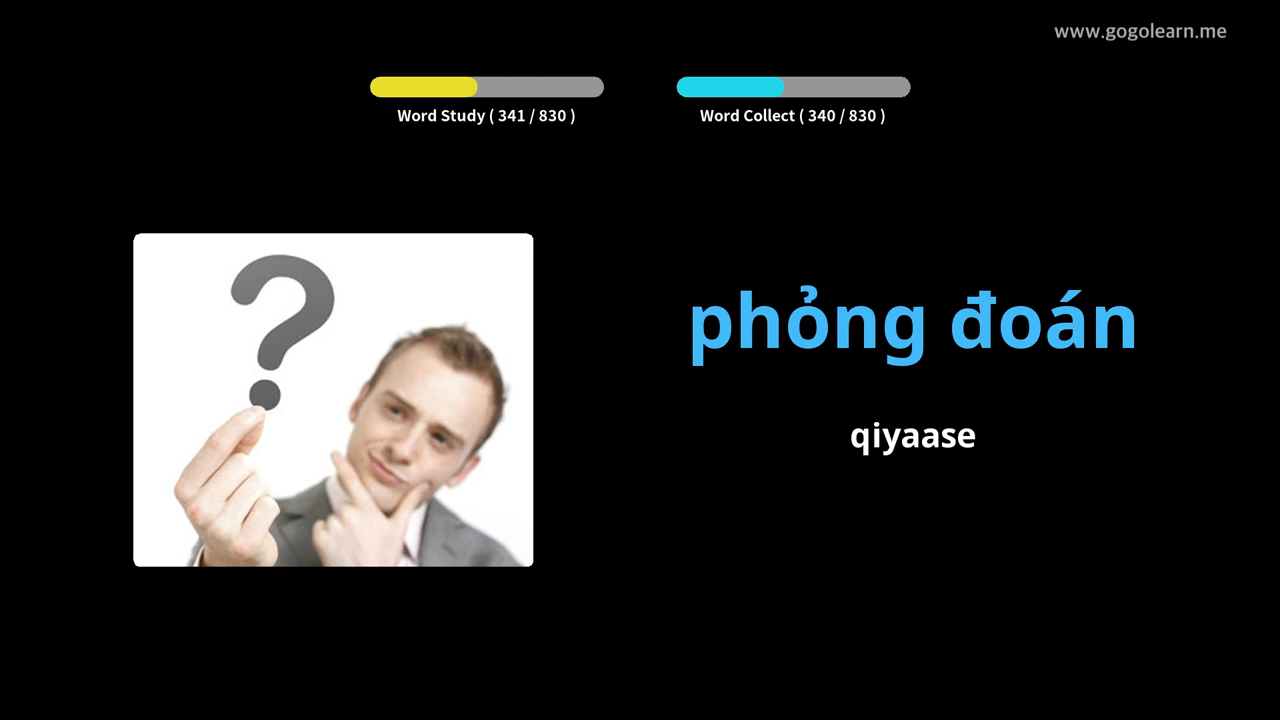 www.gogolearn.me
Word Study ( 341 / 830 )
Word Collect ( 340 / 830 )
phỏng đoán
qiyaase